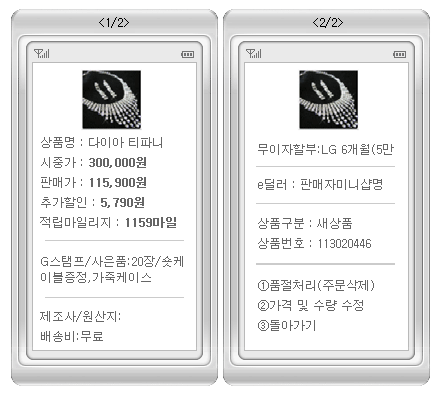 <1/2>
상품명 : 다이아 티파니
시중가 : 300,000원
판매가 : 115,900원
추가할인 : 5,790원
적립마일리지 : 1159마일
G스탬프/사은품:20장/숏케
이블증정,가죽케이스
제조사/원산지:
배송비:무료
<2/2>
무이자할부:LG 6개월(5만
e딜러 : 판매자미니샵명
상품구분 : 새상품
상품번호 : 113020446
①품절처리(주문삭제)
②가격 및 수량 수정
③돌아가기